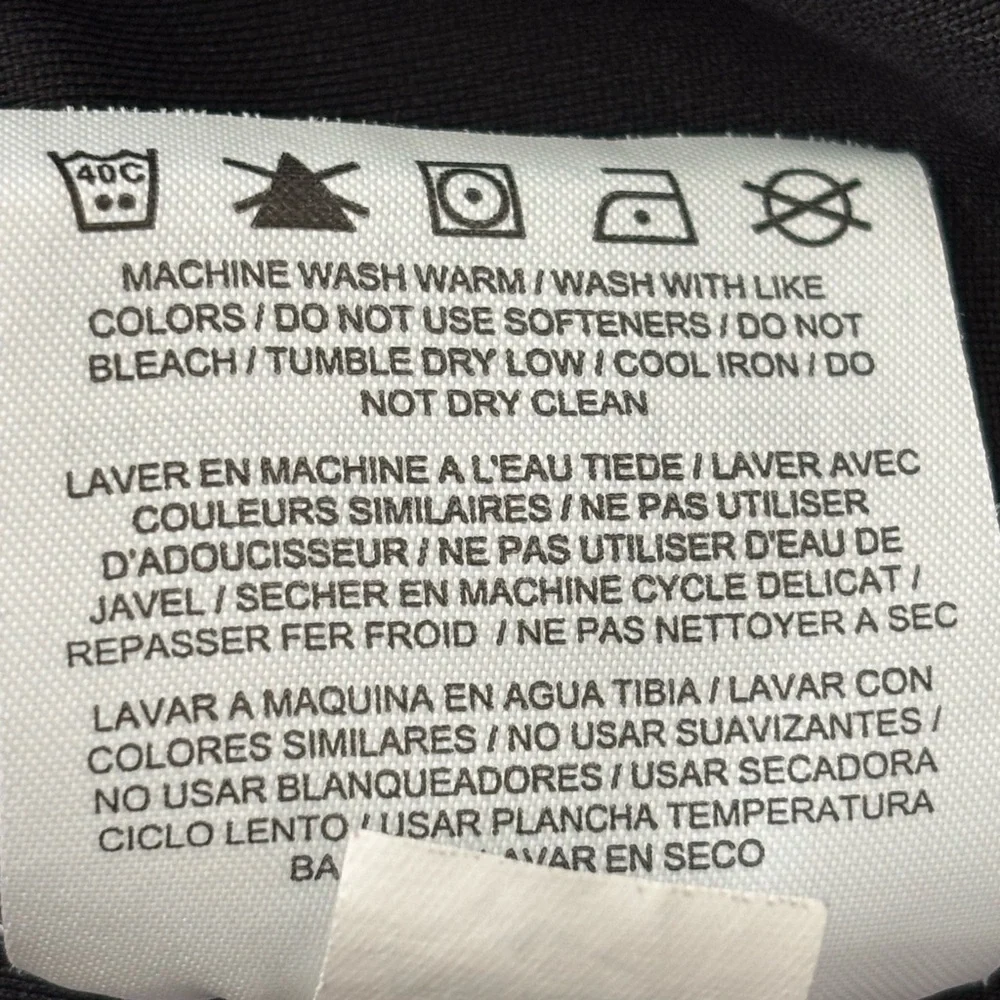 40C
MACHINE WASH WARM / WASH WITH LIKE
COLORS / DO NOT USE SOFTENERS / DO NOT
BLEACH / TUMBLE DRY LOW / COOL IRON / DO
NOT DRY CLEAN
LAVER EN MACHINE A L'EAU TIEDE / LAVER AVEC
COULEURS SIMILAIRES / NE PAS UTILISER
D'ADOUCISSEUR / NE PAS UTILISER D'EAU DE
JAVEL / SECHER EN MACHINE CYCLE DELICAT /
REPASSER FER FROID / NE PAS NETTOYER A SEC
LAVAR A MAQUINA EN AGUA TIBIA / LAVAR CON
COLORES SIMILARES / NO USAR SUAVIZANTES /
NO USAR BLANQUEADORES / USAR SECADORA
CICLO LENTO / USAR PLANCHA TEMPERATURA
EN SECO